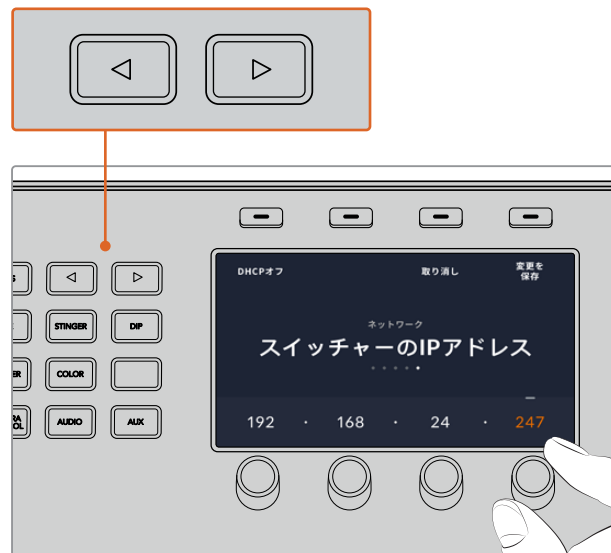 DHCPオフ
取り消し
変更を
保存
ネットワーク
スイッチャーのIPアドレス
STINGER
DIP
COLOR
AUDIO
AUX
192 · 168 · 24 · 247